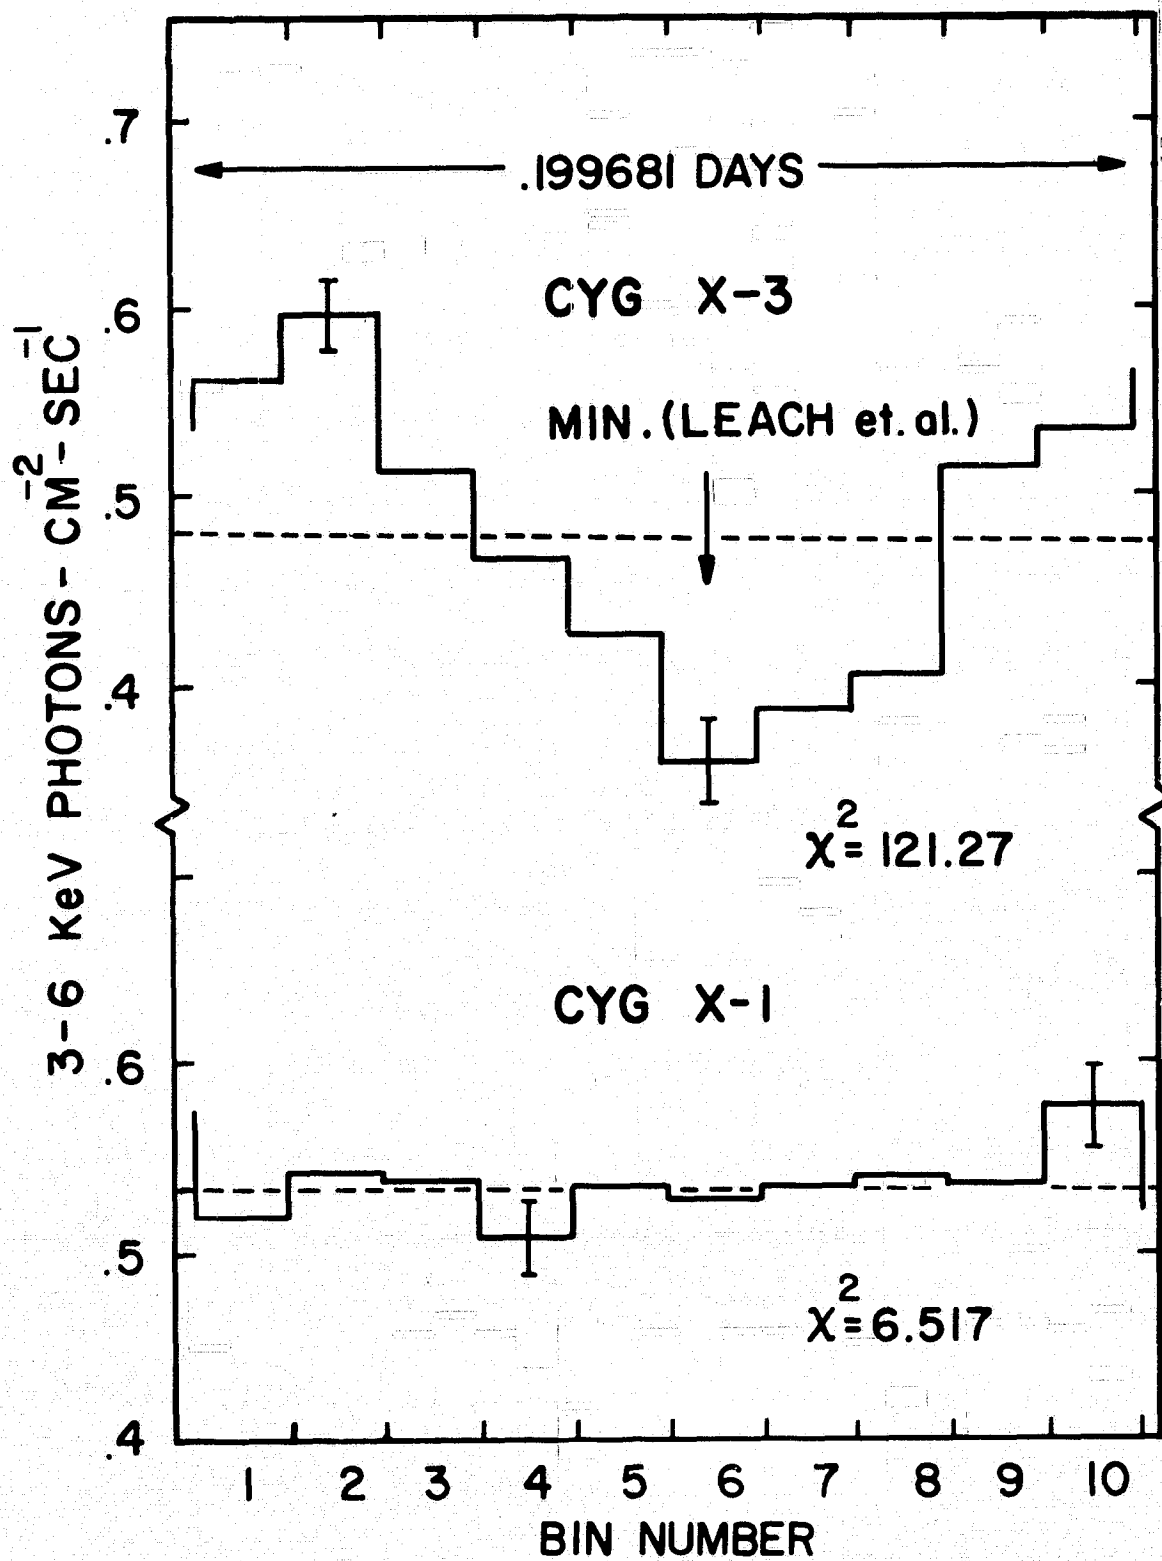 .7
.199681 DAYS
.6
CYG X-3
MIN. (LEACH et. al.)
.5
.4
χ²= 121.27
3-6 KeV PHOTONS-CM⁻²-SEC⁻¹
CYG X-1
.6
.5
χ²= 6.517
.4
1 2 3 4 5 6 7 8 9 10
BIN NUMBER